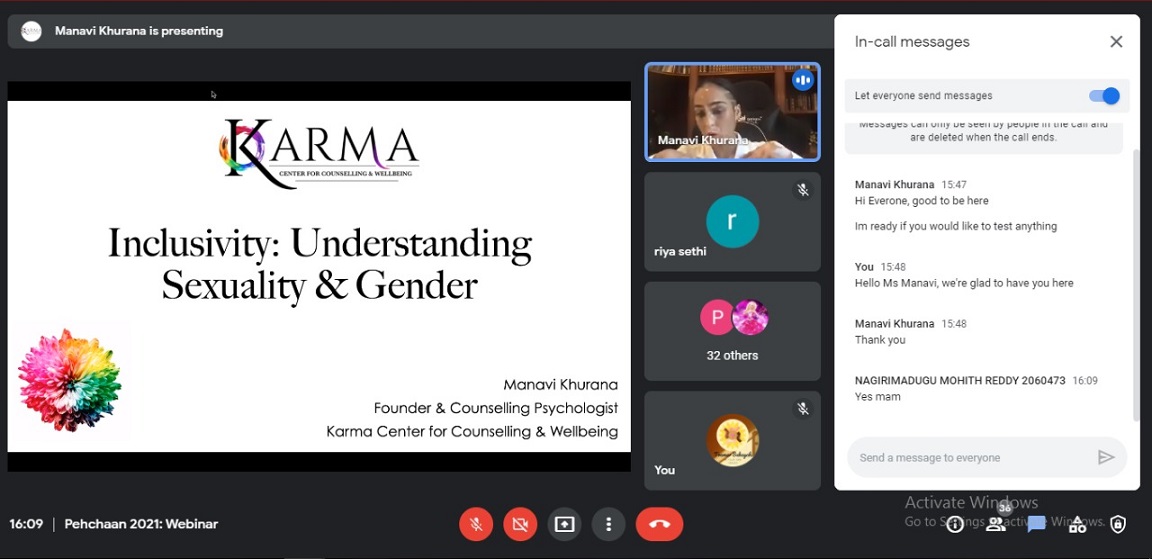 Manavi Khurana is presenting
KARMA
CENTER FOR COUNSELLING & WELLBEING
Inclusivity: Understanding
Sexuality & Gender
Manavi Khurana
Founder & Counselling Psychologist
Karma Center for Counselling & Wellbeing
Manavi Khurana
r
riya sethi
P
32 others
You
In-call messages
Let everyone send messages
Messages can only be seen by people in the call and
are deleted when the call ends.
Manavi Khurana 15:47
Hi Everone, good to be here
Im ready if you would like to test anything
You 15:48
Hello Ms Manavi, we're glad to have you here
Manavi Khurana 15:48
Thank you
NAGIRIMADUGU MOHITH REDDY 2060473 16:09
Yes mam
Send a message to everyone
Activate Windows
Go to Settings to activate Windows.
36
16:09 | Pehchaan 2021: Webinar